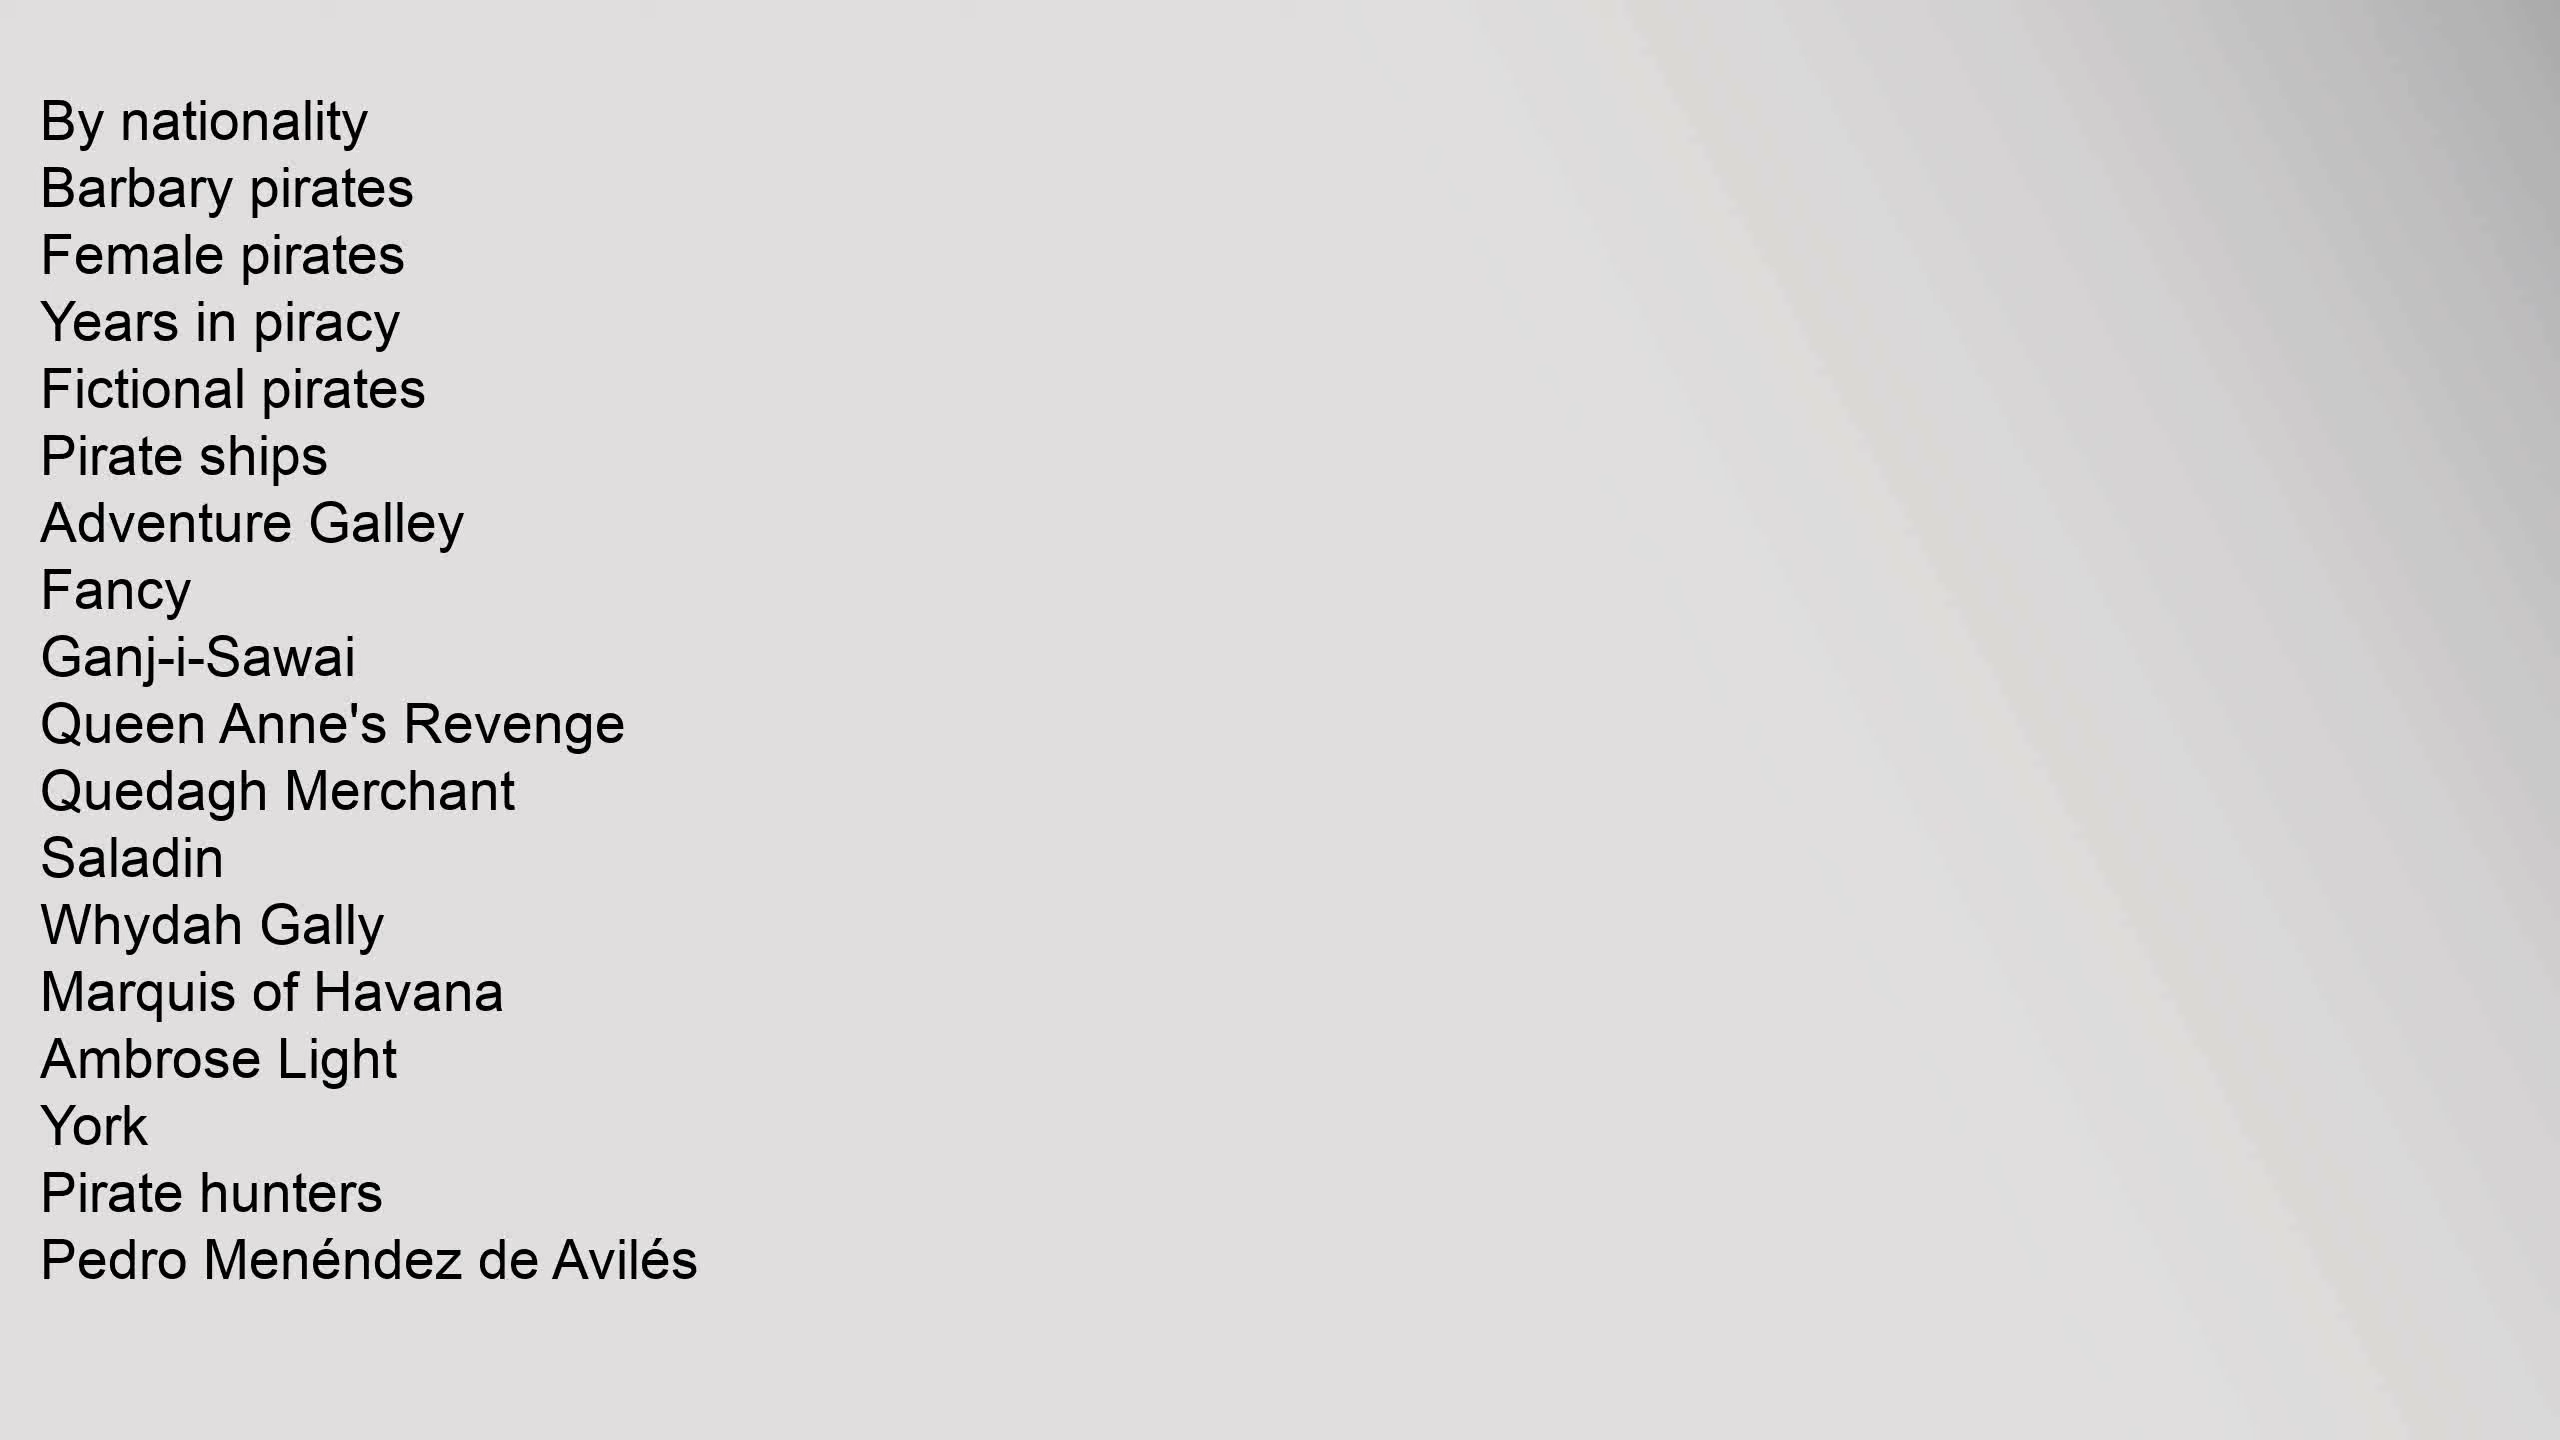 By nationality
Barbary pirates
Female pirates
Years in piracy
Fictional pirates
Pirate ships
Adventure Galley
Fancy
Ganj-i-Sawai
Queen Anne's Revenge
Quedagh Merchant
Saladin
Whydah Gally
Marquis of Havana
Ambrose Light
York
Pirate hunters
Pedro Menéndez de Avilés